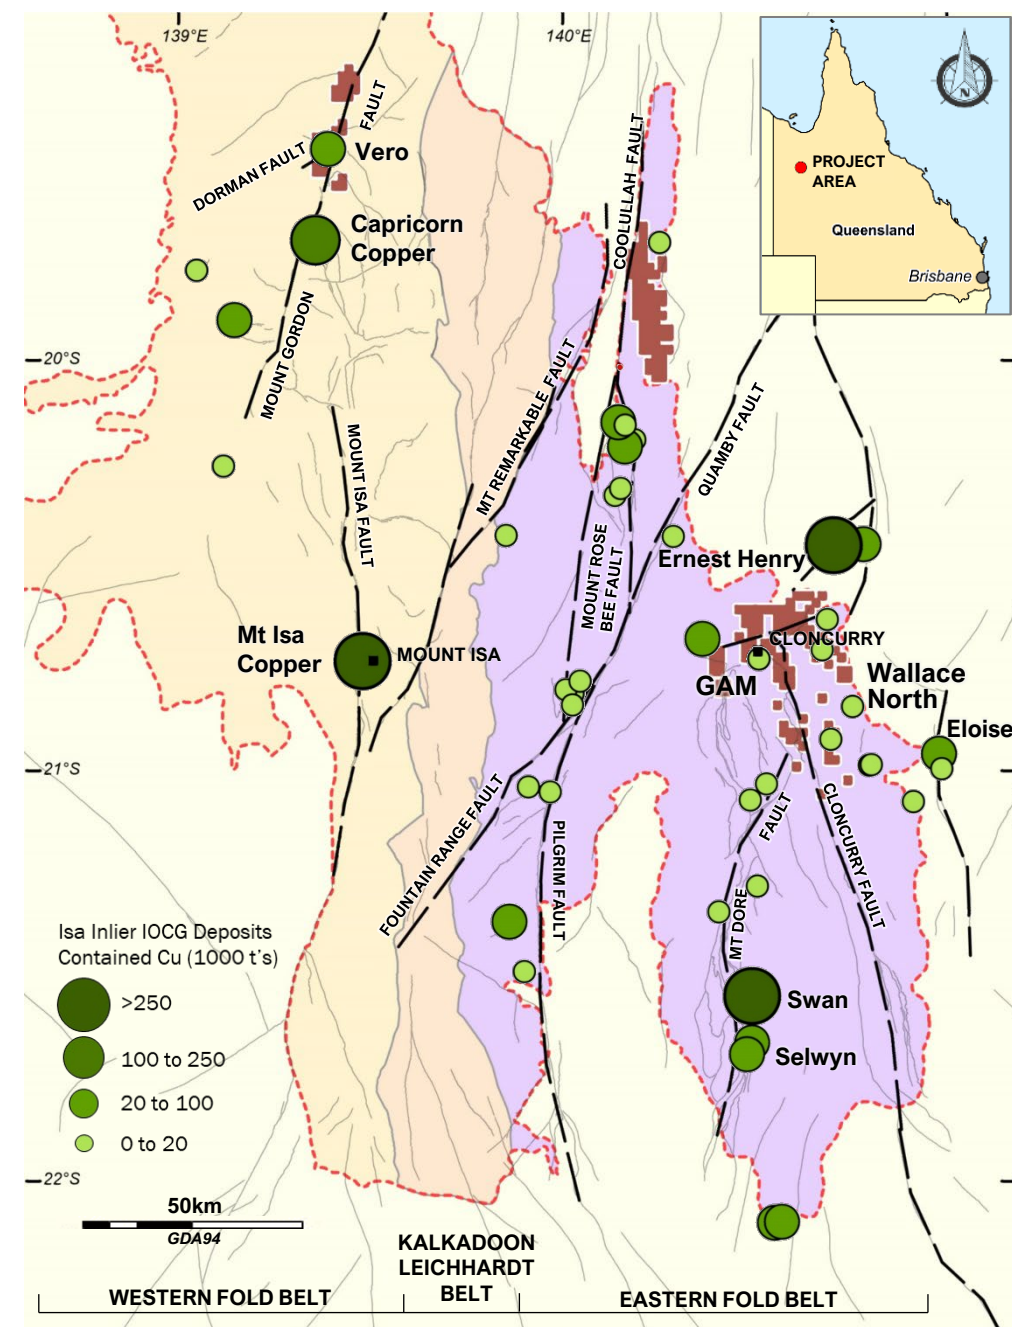 139°E
140°E
N
PROJECT
AREA
Queensland
Brisbane
FAULT
DORMAN FAULT
Vero
COOLULLAH FAULT
Capricorn
Copper
MOUNT GORDON
20°S
MT REMARKABLE FAULT
QUAMBY FAULT
MOUNT ISA FAULT
MOUNT ROSE
BEE FAULT
Ernest Henry
Mt Isa
Copper
MOUNT ISA
CLONCURRY
GAM
Wallace
North
Eloise
21°S
FOUNTAIN RANGE FAULT
PILGRIM FAULT
FAULT
MT DORE
CLONCURRY FAULT
Isa Inlier IOCG Deposits
Contained Cu (1000 t's)
>250
100 to 250
20 to 100
0 to 20
Swan
Selwyn
22°S
50km
GDA94
WESTERN FOLD BELT
KALKADOON
LEICHHARDT
BELT
EASTERN FOLD BELT